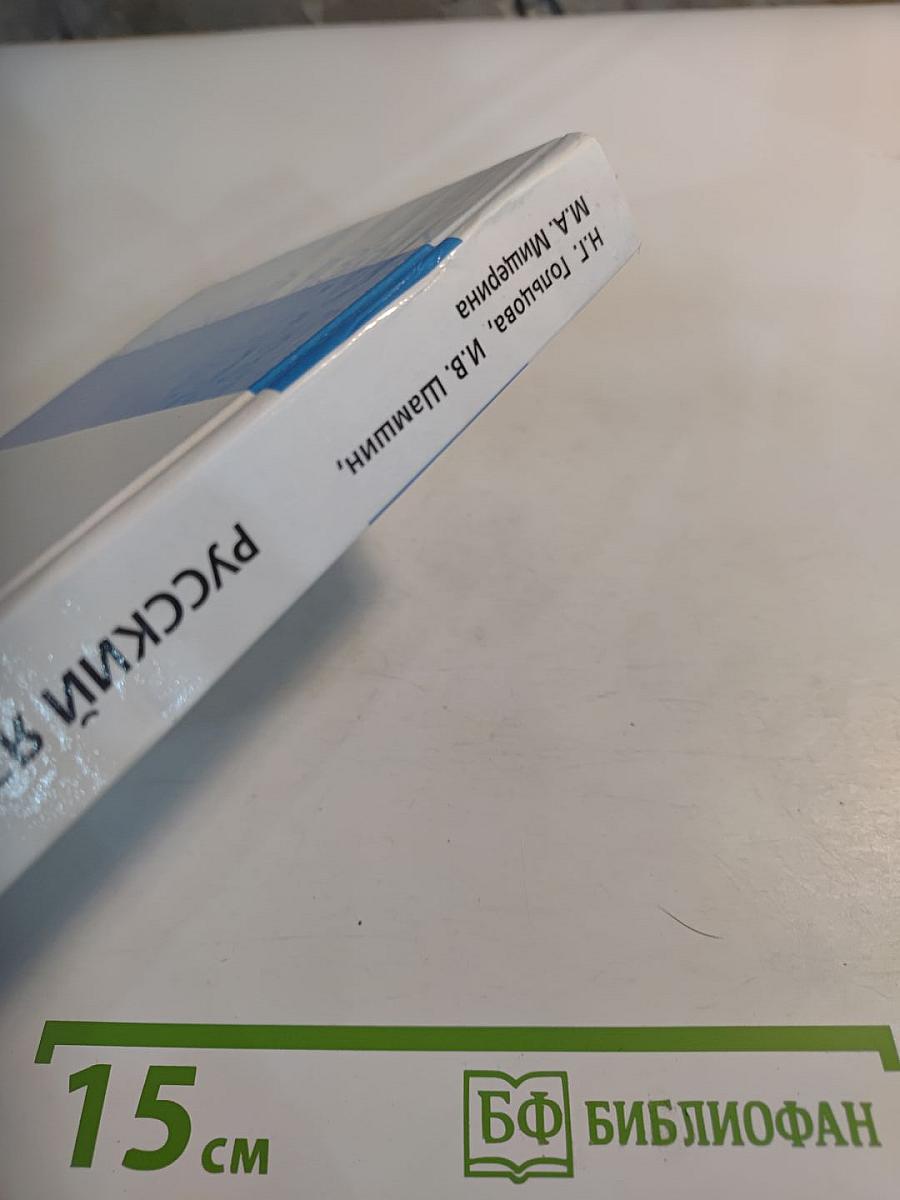 Н.Г. Гольцова, И.В. Шамшин,
М.А. Мищерина
РУССКИЙ Я
15 см
БФ БИБЛИОФАН